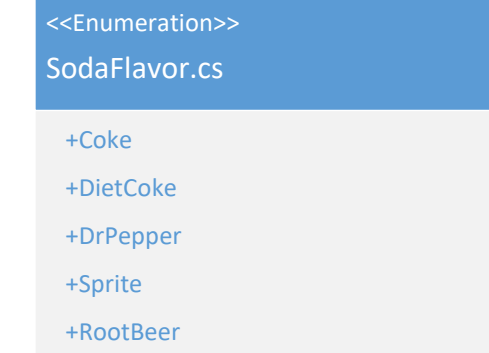 <<Enumeration>>
SodaFlavor.cs
+Coke
+DietCoke
+DrPepper
+Sprite
+RootBeer